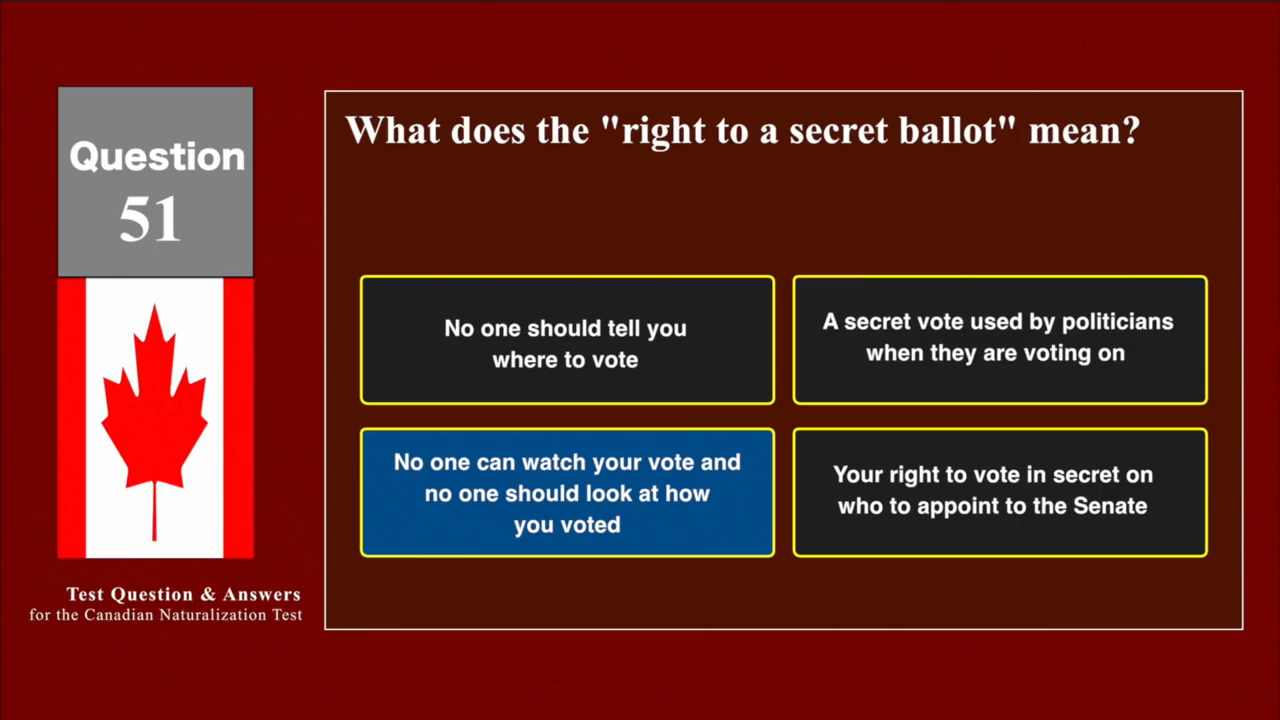 Question
51
Test Question & Answers
for the Canadian Naturalization Test
What does the "right to a secret ballot" mean?
No one should tell you
where to vote
A secret vote used by politicians
when they are voting on
No one can watch your vote and
no one should look at how
you voted
Your right to vote in secret on
who to appoint to the Senate